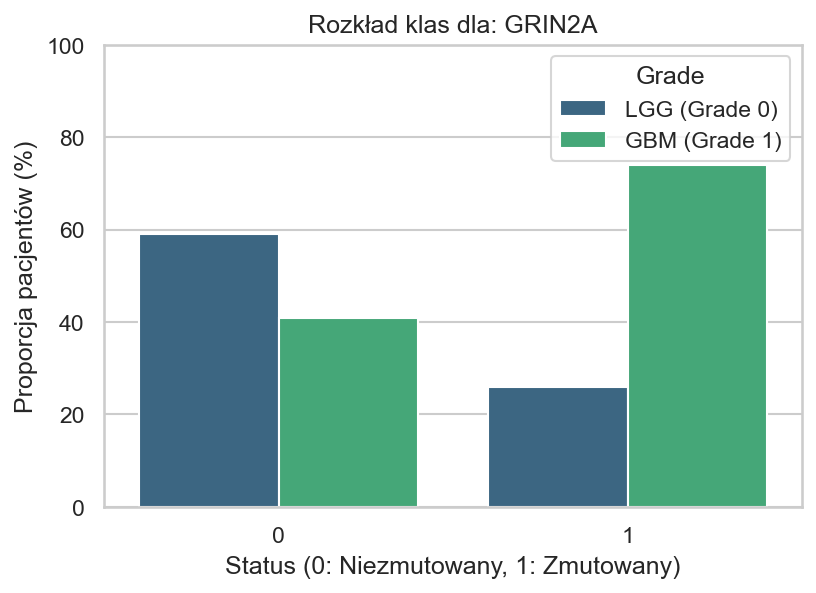 Rozkład klas dla: GRIN2A
100
80
60
40
20
0
Proporcja pacjentów (%)
Grade
LGG (Grade 0)
GBM (Grade 1)
0
1
Status (0: Niezmutowany, 1: Zmutowany)